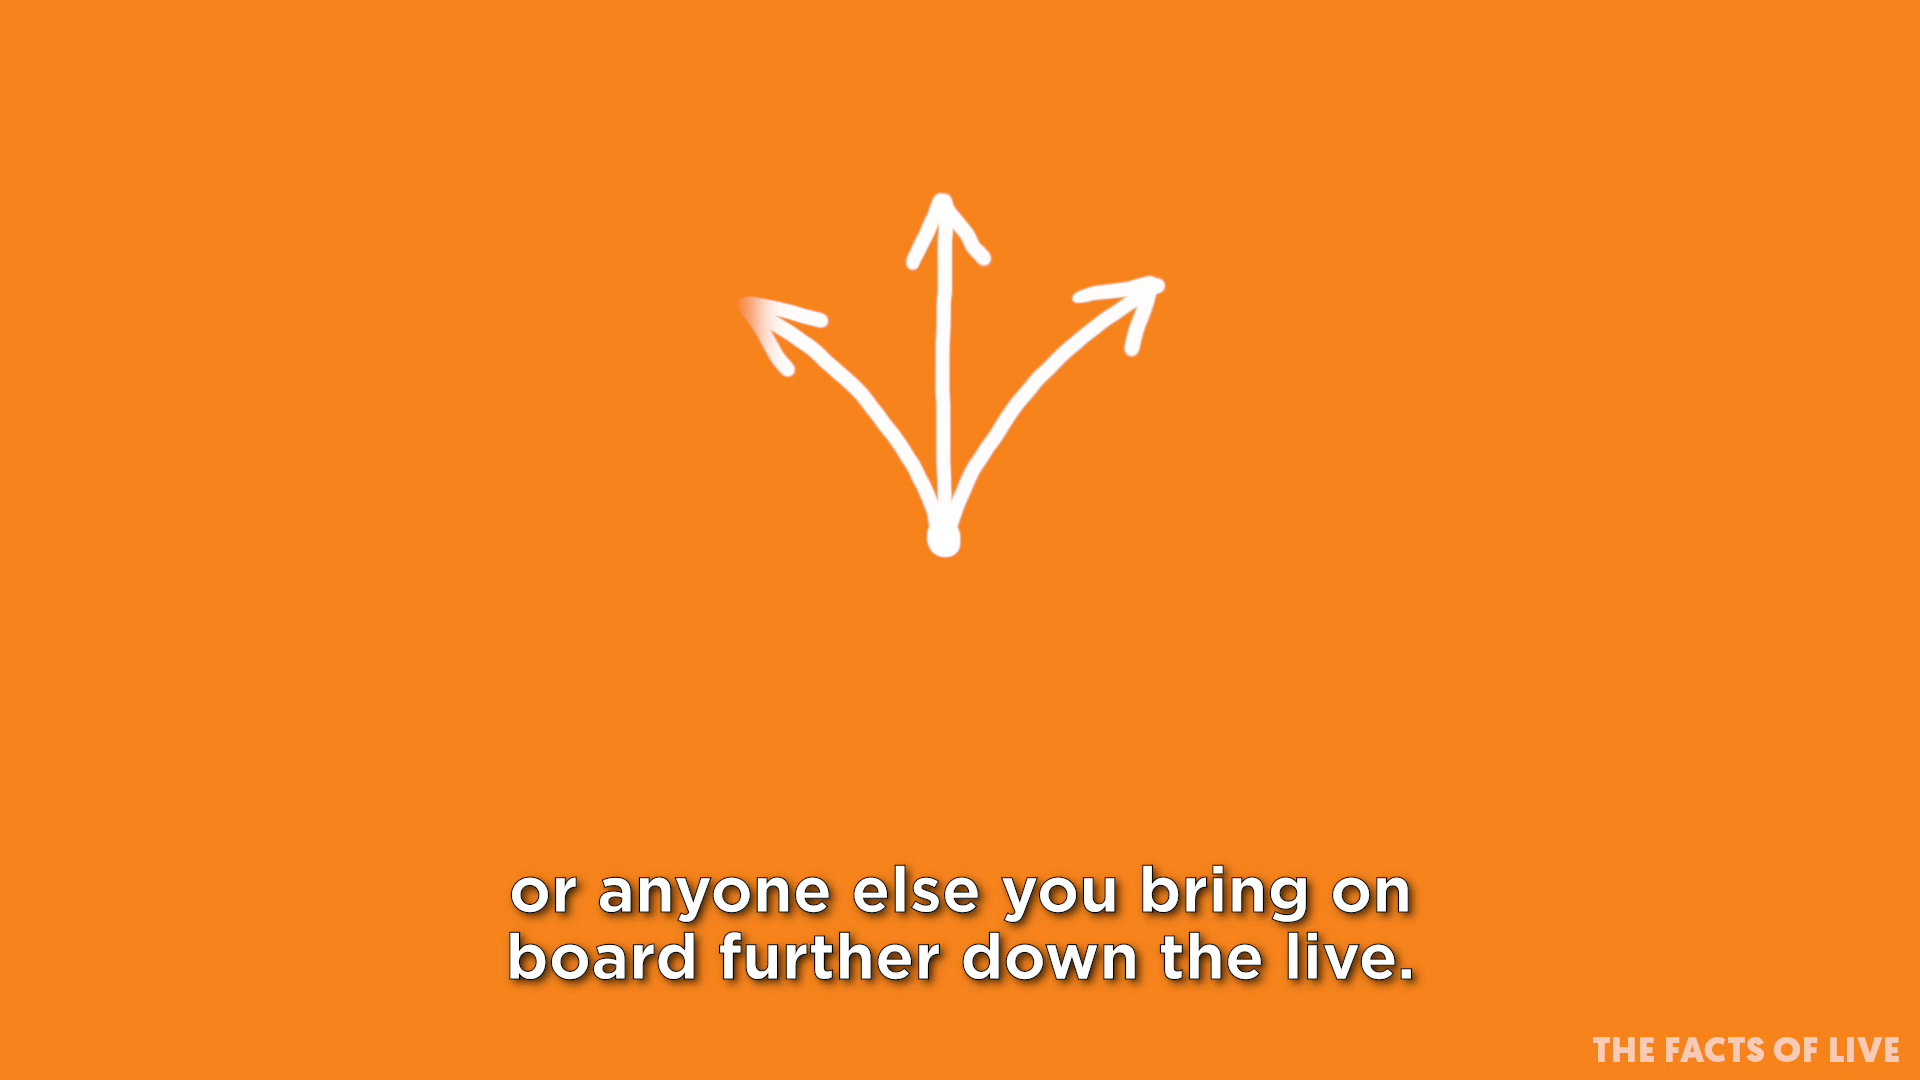 or anyone else you bring on
board further down the live.
THE FACTS OF LIVE